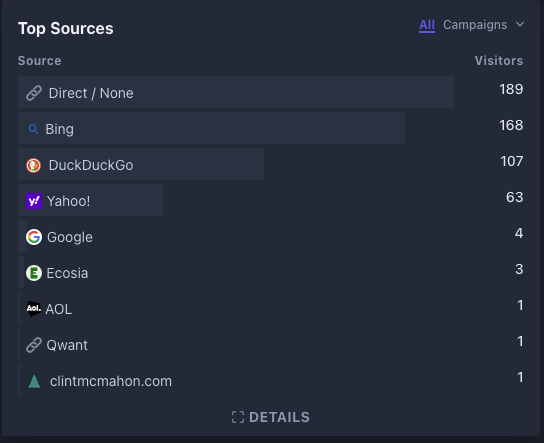 Top Sources All Campaigns
Source Visitors
Direct / None 189
Bing 168
DuckDuckGo 107
Yahoo! 63
Google 4
Ecosia 3
Aol. AOL 1
Qwant 1
clintmcmahon.com 1
DETAILS